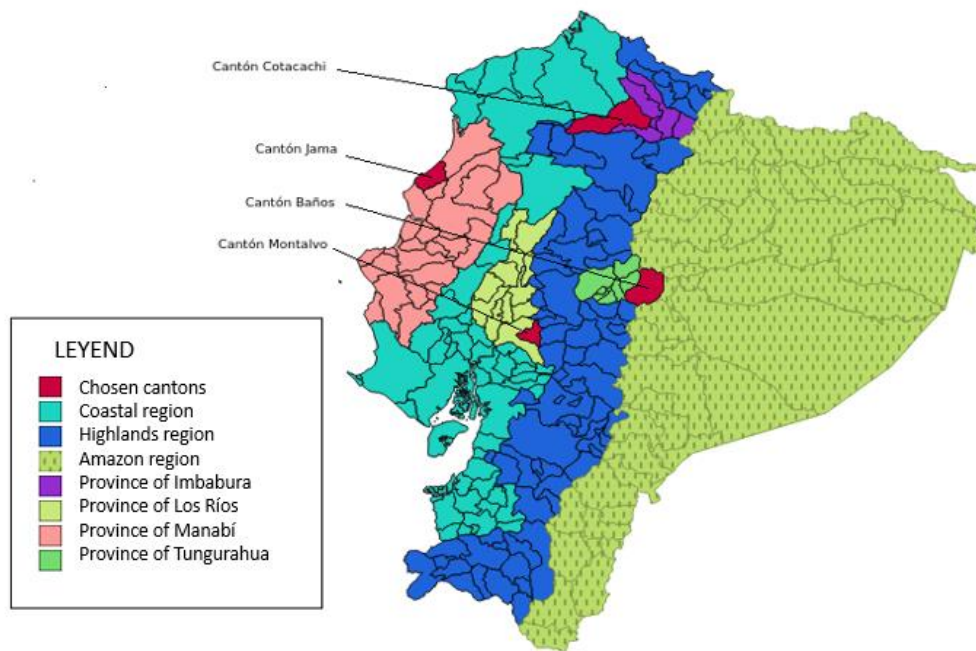 Cantón Cotacachi
Cantón Jama
Cantón Baños
Cantón Montalvo
LEYEND
Chosen cantons
Coastal region
Highlands region
Amazon region
Province of Imbabura
Province of Los Ríos
Province of Manabí
Province of Tungurahua